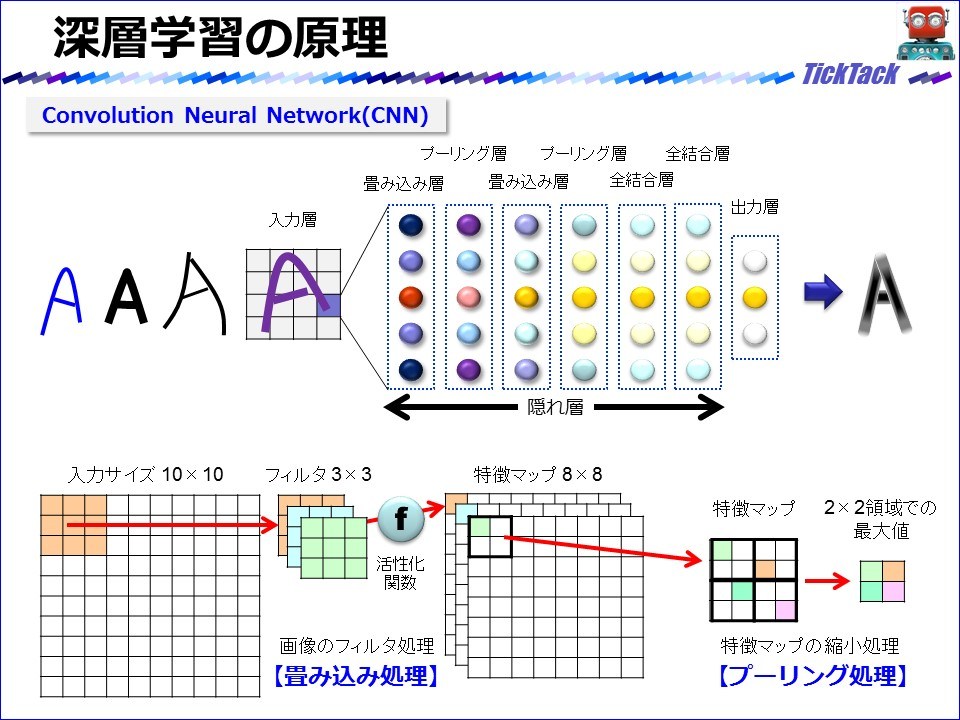 深層学習の原理
TickTack
Convolution Neural Network(CNN)
プーリング層 プーリング層 全結合層
畳み込み層 畳み込み層 全結合層
入力層
出力層
A A A A A
隠れ層
入力サイズ 10×10 フィルタ 3×3 特徴マップ 8×8
特徴マップ 2×2領域での
最大値
f
活性化
関数
画像のフィルタ処理
【畳み込み処理】
特徴マップの縮小処理
【プーリング処理】